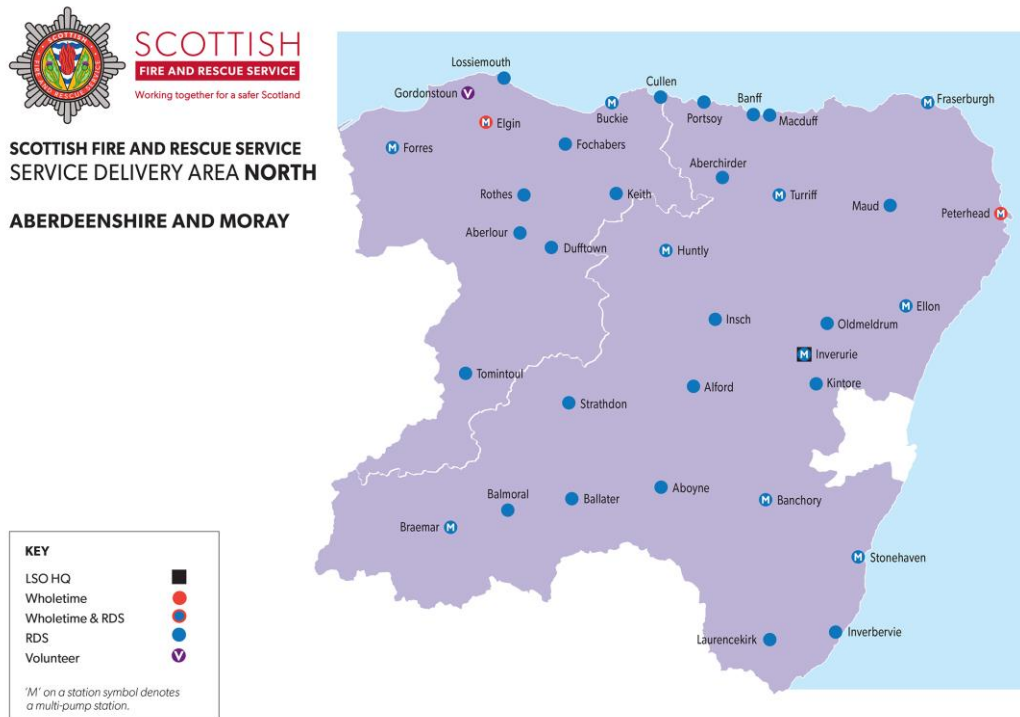 SCOTTISH
FIRE AND RESCUE SERVICE
Working together for a safer Scotland
SCOTTISH FIRE AND RESCUE SERVICE
SERVICE DELIVERY AREA NORTH
ABERDEENSHIRE AND MORAY
Lossiemouth
Gordonstoun
V
Cullen
Banff
Fraserburgh
M
M
Elgin
M
Buckie
Portsoy
Macduff
M
Forres
Fochabers
Aberchirder
Rothes
Keith
M
Turriff
Maud
Peterhead
M
Aberlour
Dufftown
M
Huntly
M
Ellon
Insch
Oldmeldrum
M
Inverurie
Tomintoul
Alford
Kintore
Strathdon
Balmoral
Ballater
Aboyne
M
Banchory
Braemar
M
M
Stonehaven
Laurencekirk
Inverbervie
KEY
LSO HQ
Wholetime
Wholetime & RDS
RDS
Volunteer
V
'M' on a station symbol denotes
a multi-pump station.